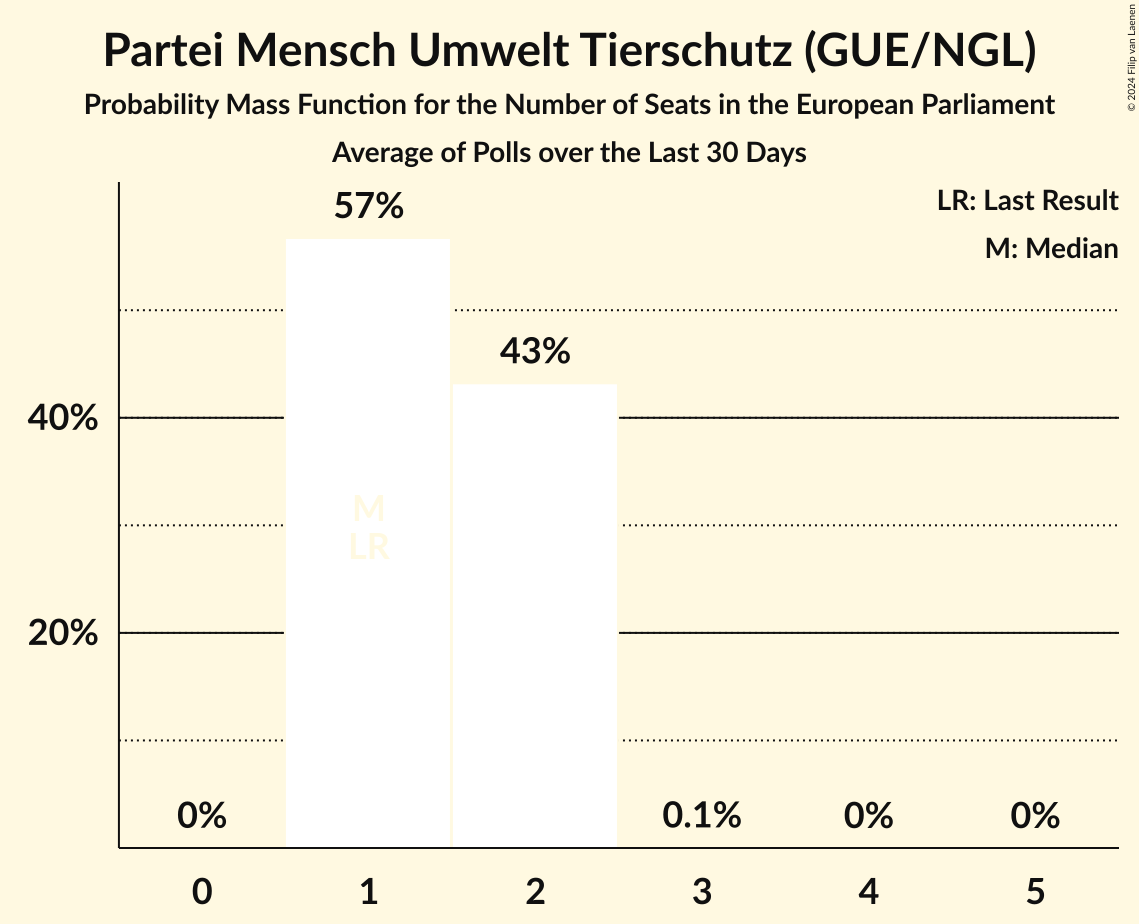 Partei Mensch Umwelt Tierschutz (GUE/NGL)
Probability Mass Function for the Number of Seats in the European Parliament
Average of Polls over the Last 30 Days
© 2024 Filip van Laenen
LR: Last Result
M: Median
57%
43%
40%
M
LR
20%
0%
0.1%
0%
0%
0 1 2 3 4 5